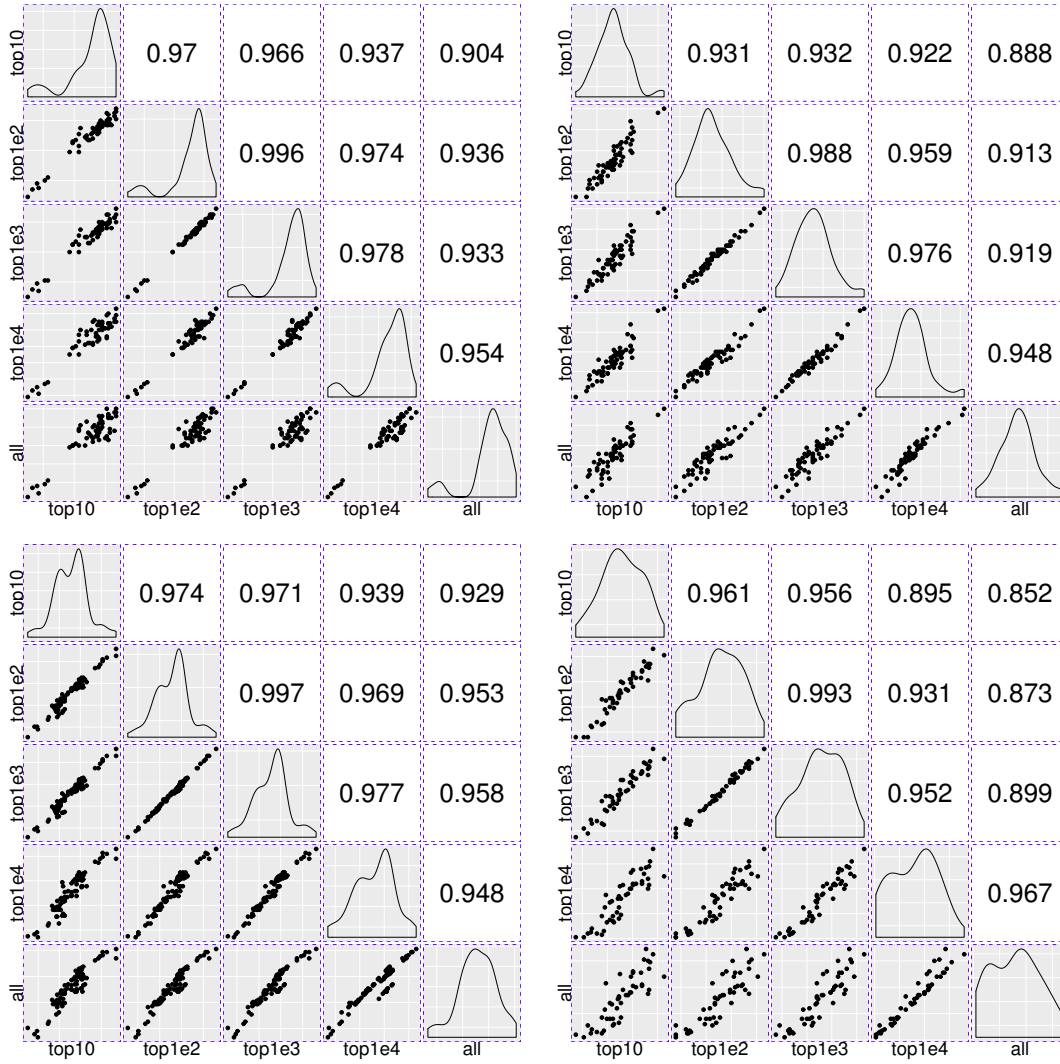 top10 0.97 0.966 0.937 0.904
top1e2 0.996 0.974 0.936
top1e3 0.978 0.933
top1e4 0.954
all
top10 top1e2 top1e3 top1e4 all
top10 0.931 0.932 0.922 0.888
top1e2 0.988 0.959 0.913
top1e3 0.976 0.919
top1e4 0.948
all
top10 top1e2 top1e3 top1e4 all
top10 0.974 0.971 0.939 0.929
top1e2 0.997 0.969 0.953
top1e3 0.977 0.958
top1e4 0.948
all
top10 top1e2 top1e3 top1e4 all
top10 0.961 0.956 0.895 0.852
top1e2 0.993 0.931 0.873
top1e3 0.952 0.899
top1e4 0.967
all
top10 top1e2 top1e3 top1e4 all